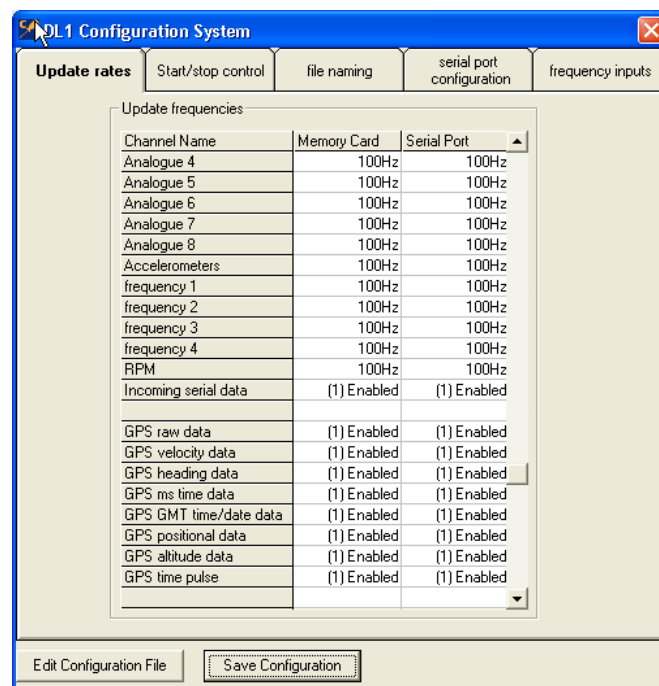 DL1 Configuration System
Update rates
Start/stop control
file naming
serial port
configuration
frequency inputs
Update frequencies
Channel Name Memory Card Serial Port
Analogue 4 100Hz 100Hz
Analogue 5 100Hz 100Hz
Analogue 6 100Hz 100Hz
Analogue 7 100Hz 100Hz
Analogue 8 100Hz 100Hz
Accelerometers 100Hz 100Hz
frequency 1 100Hz 100Hz
frequency 2 100Hz 100Hz
frequency 3 100Hz 100Hz
frequency 4 100Hz 100Hz
RPM 100Hz 100Hz
Incoming serial data (1) Enabled (1) Enabled
GPS raw data (1) Enabled (1) Enabled
GPS velocity data (1) Enabled (1) Enabled
GPS heading data (1) Enabled (1) Enabled
GPS ms time data (1) Enabled (1) Enabled
GPS GMT time/date data (1) Enabled (1) Enabled
GPS positional data (1) Enabled (1) Enabled
GPS altitude data (1) Enabled (1) Enabled
GPS time pulse (1) Enabled (1) Enabled
Edit Configuration File
Save Configuration